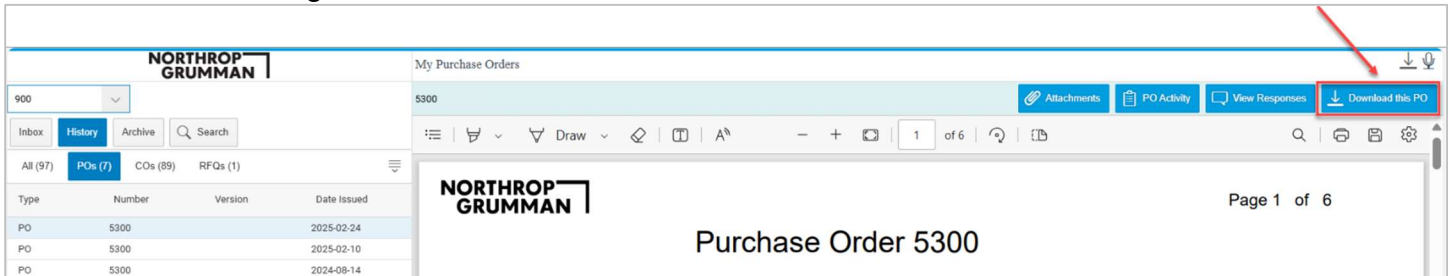 NORTHROP
GRUMMAN
My Purchase Orders
900
5300
Attachments
PO Activity
View Responses
Download this PO
Inbox
History
Archive
Search
Draw
A
1
of 6
All (97)
POs (7)
COs (89)
RFQs (1)
Type
Number
Version
Date Issued
PO 5300 2025-02-24
PO 5300 2025-02-10
PO 5300 2024-08-14
NORTHROP
GRUMMAN
Page 1 of 6
Purchase Order 5300